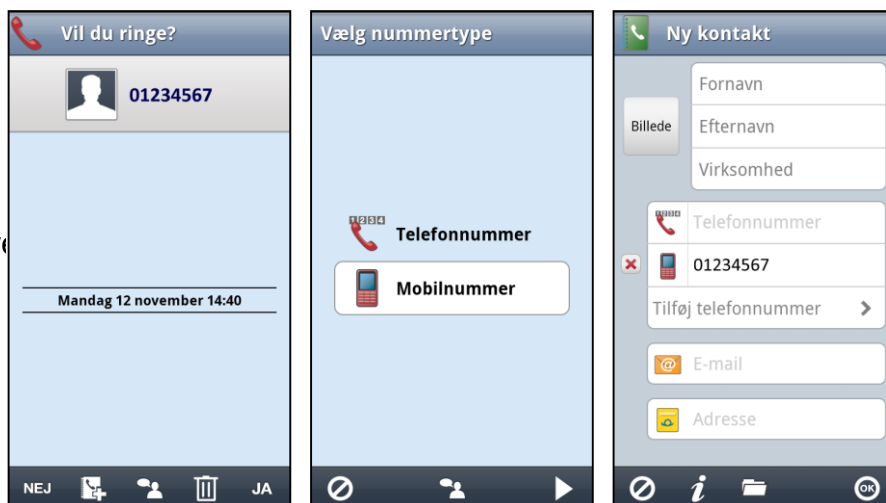 Vil du ringe?
01234567
Mandag 12 november 14:40
NEJ
JA
Vælg nummertype
1234
Telefonnummer
Mobilnummer
Ny kontakt
Billede
Fornavn
Efternavn
Virksomhed
1234
Telefonnummer
01234567
Tilføj telefonnummer
E-mail
Adresse
OK